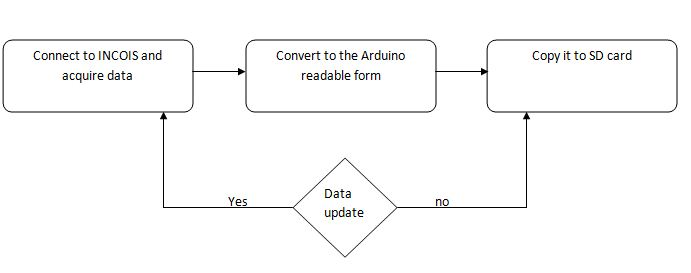 Connect to INCOIS and
acquire data
Convert to the Arduino
readable form
Copy it to SD card
Yes
Data
update
no